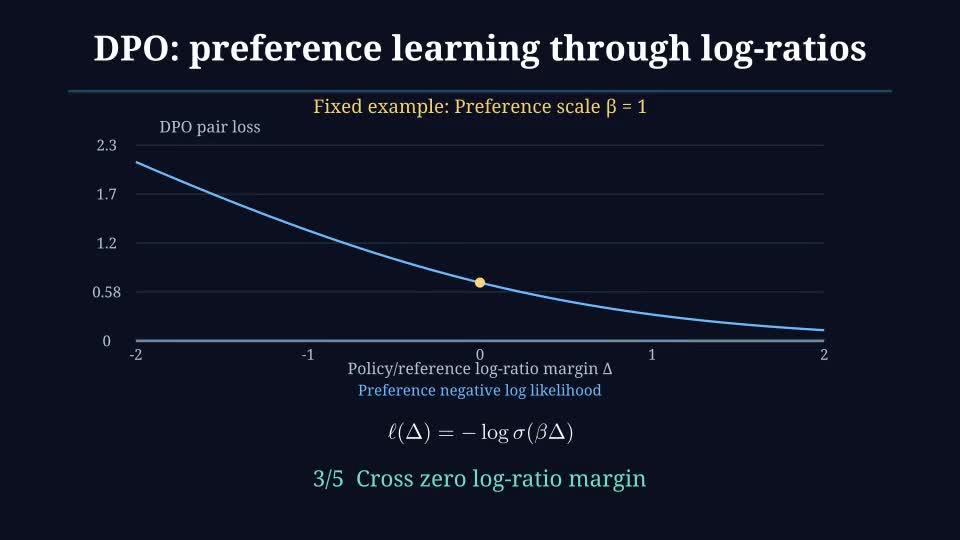 DPO: preference learning through log-ratios
Fixed example: Preference scale β = 1
DPO pair loss
2.3
1.7
1.2
0.58
0
-2 -1 0 1 2
Policy/reference log-ratio margin Δ
Preference negative log likelihood
ℓ(Δ) = − log σ(βΔ)
3/5 Cross zero log-ratio margin